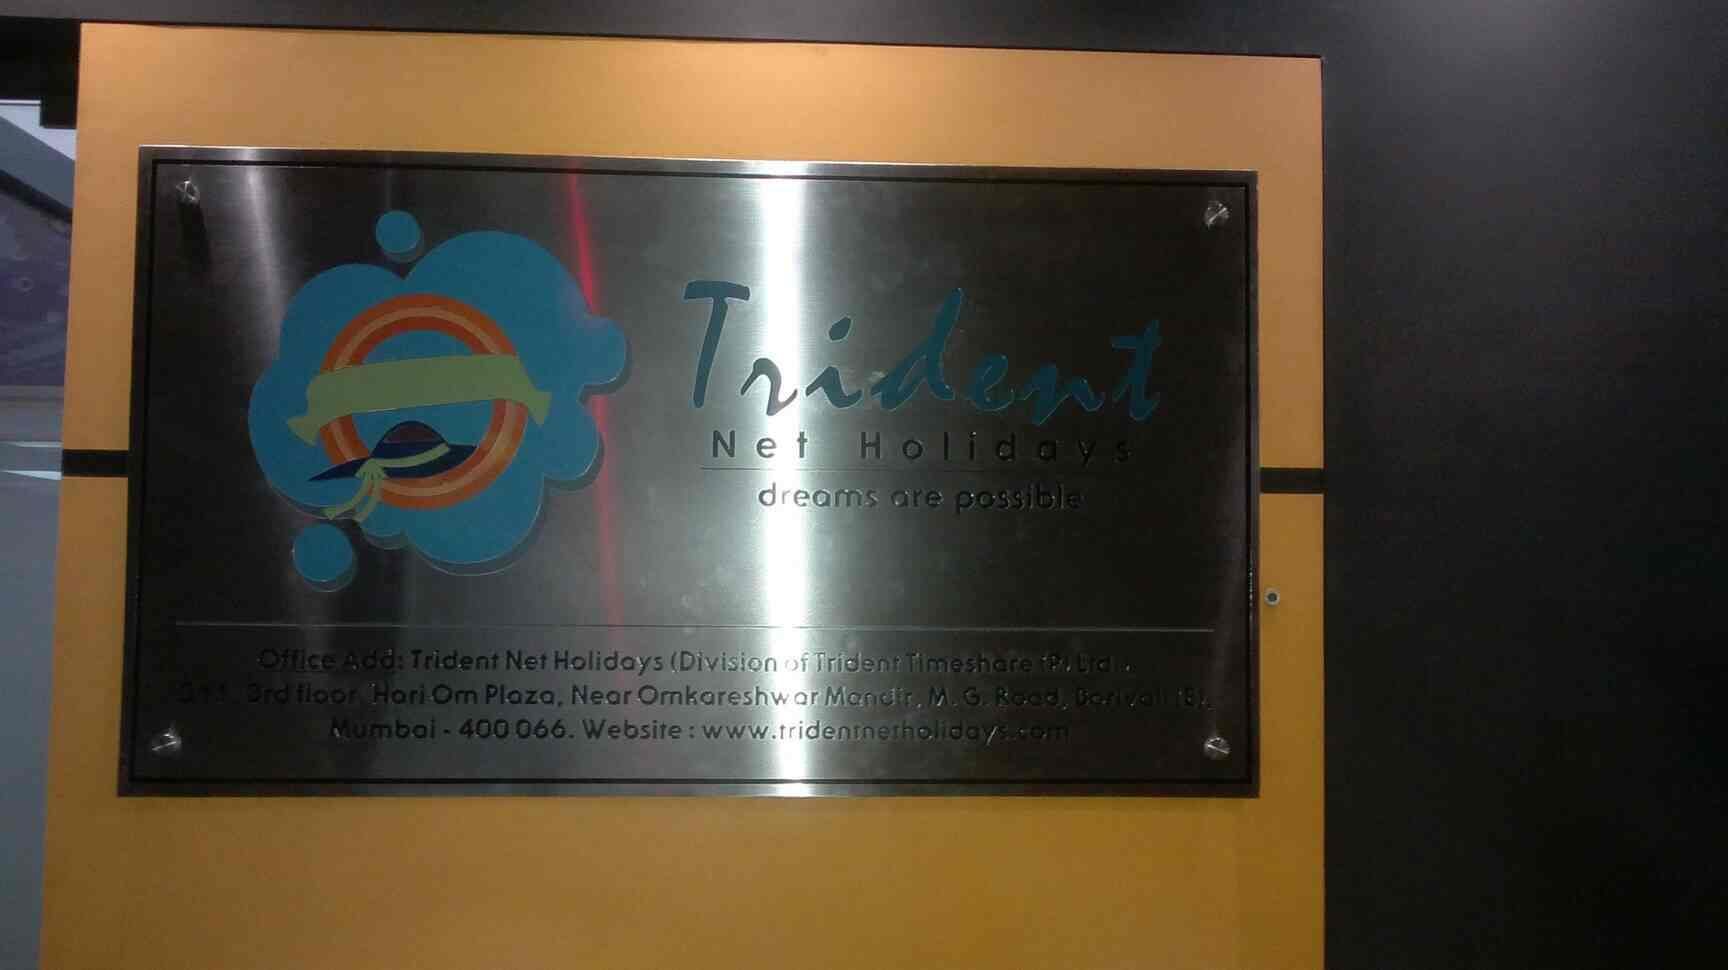 Trident
Net Holidays
dreams are possible
Office Add: Trident Net Holidays (Division of Trident Timeshare (P) Ltd.),
3rd floor, Hari Om Plaza, Near Omkareshwar Mandir, M. G. Road, Borivali (E),
Mumbai - 400 066. Website : www.tridentnetholidays.com